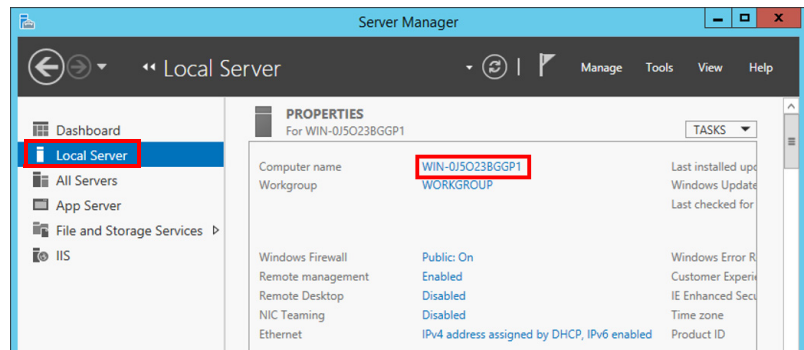 Server Manager
Local Server
Manage Tools View Help
Dashboard
Local Server
All Servers
App Server
File and Storage Services
IIS
PROPERTIES
For WIN-0J5O23BGGP1
TASKS
Computer name WIN-0J5O23BGGP1 Last installed upd
Workgroup WORKGROUP Windows Update
Last checked for
Windows Firewall Public: On Windows Error R
Remote management Enabled Customer Experie
Remote Desktop Disabled IE Enhanced Secu
NIC Teaming Disabled Time zone
Ethernet IPv4 address assigned by DHCP, IPv6 enabled Product ID